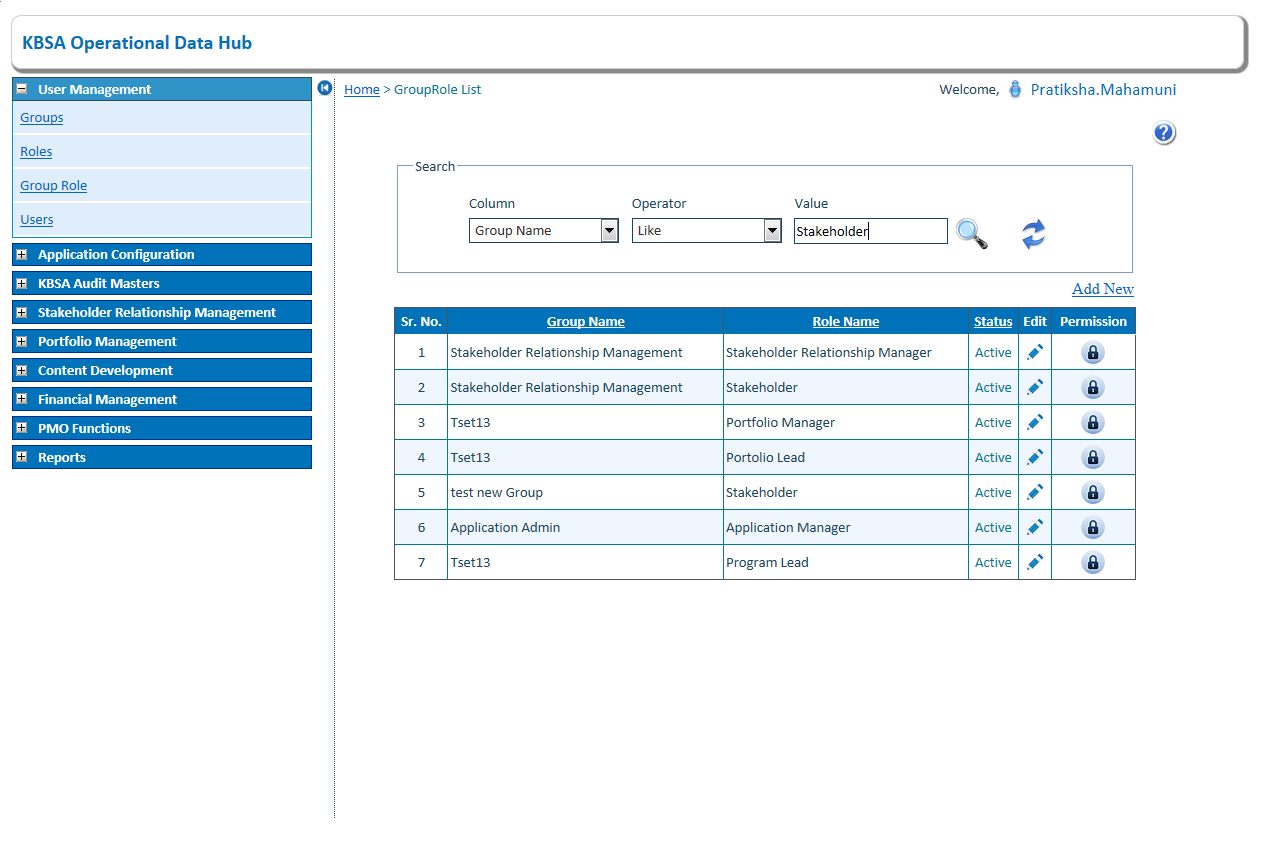 KBSA Operational Data Hub
User Management
Groups
Roles
Group Role
Users
Application Configuration
KBSA Audit Masters
Stakeholder Relationship Management
Portfolio Management
Content Development
Financial Management
PMO Functions
Reports
Home > GroupRole List
Welcome, Pratiksha.Mahamuni
?
Search
Column Operator Value
Group Name Like Stakeholder
Add New
Sr. No. Group Name Role Name Status Edit Permission
1 Stakeholder Relationship Management Stakeholder Relationship Manager Active
2 Stakeholder Relationship Management Stakeholder Active
3 Tset13 Portfolio Manager Active
4 Tset13 Portolio Lead Active
5 test new Group Stakeholder Active
6 Application Admin Application Manager Active
7 Tset13 Program Lead Active